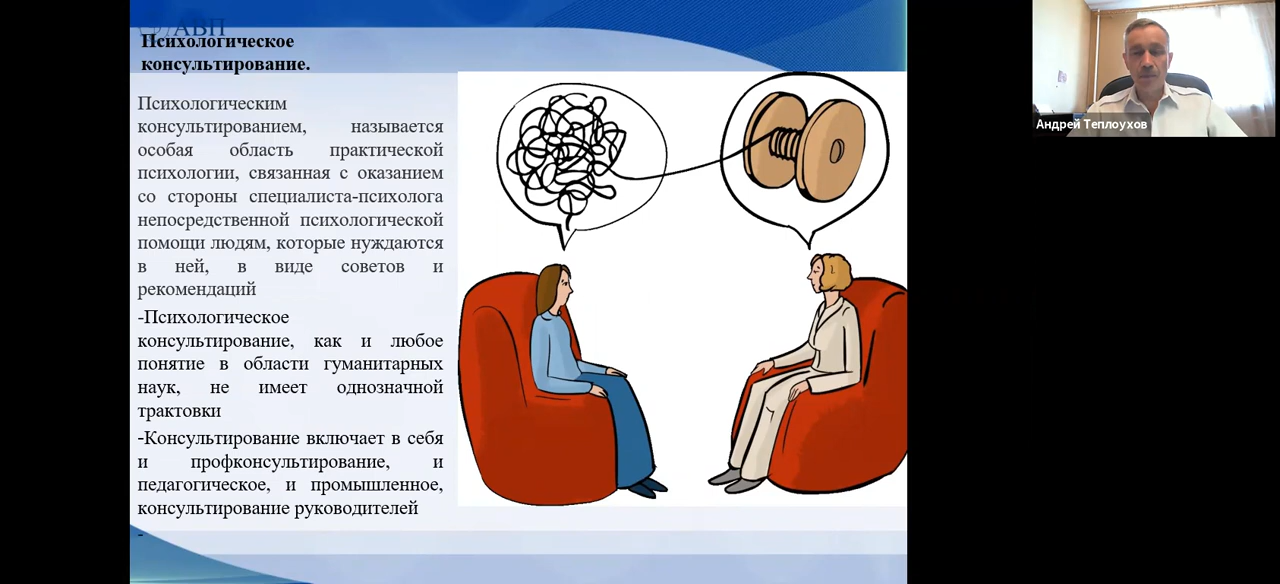 АВП
Психологическое
консультирование.
Психологическим
консультированием, называется
особая область практической
психологии, связанная с оказанием
со стороны специалиста-психолога
непосредственной психологической
помощи людям, которые нуждаются
в ней, в виде советов и
рекомендаций
-Психологическое
консультирование, как и любое
понятие в области гуманитарных
наук, не имеет однозначной
трактовки
-Консультирование включает в себя
и профконсультирование, и
педагогическое, и промышленное,
консультирование руководителей
-
Андрей Теплоухов